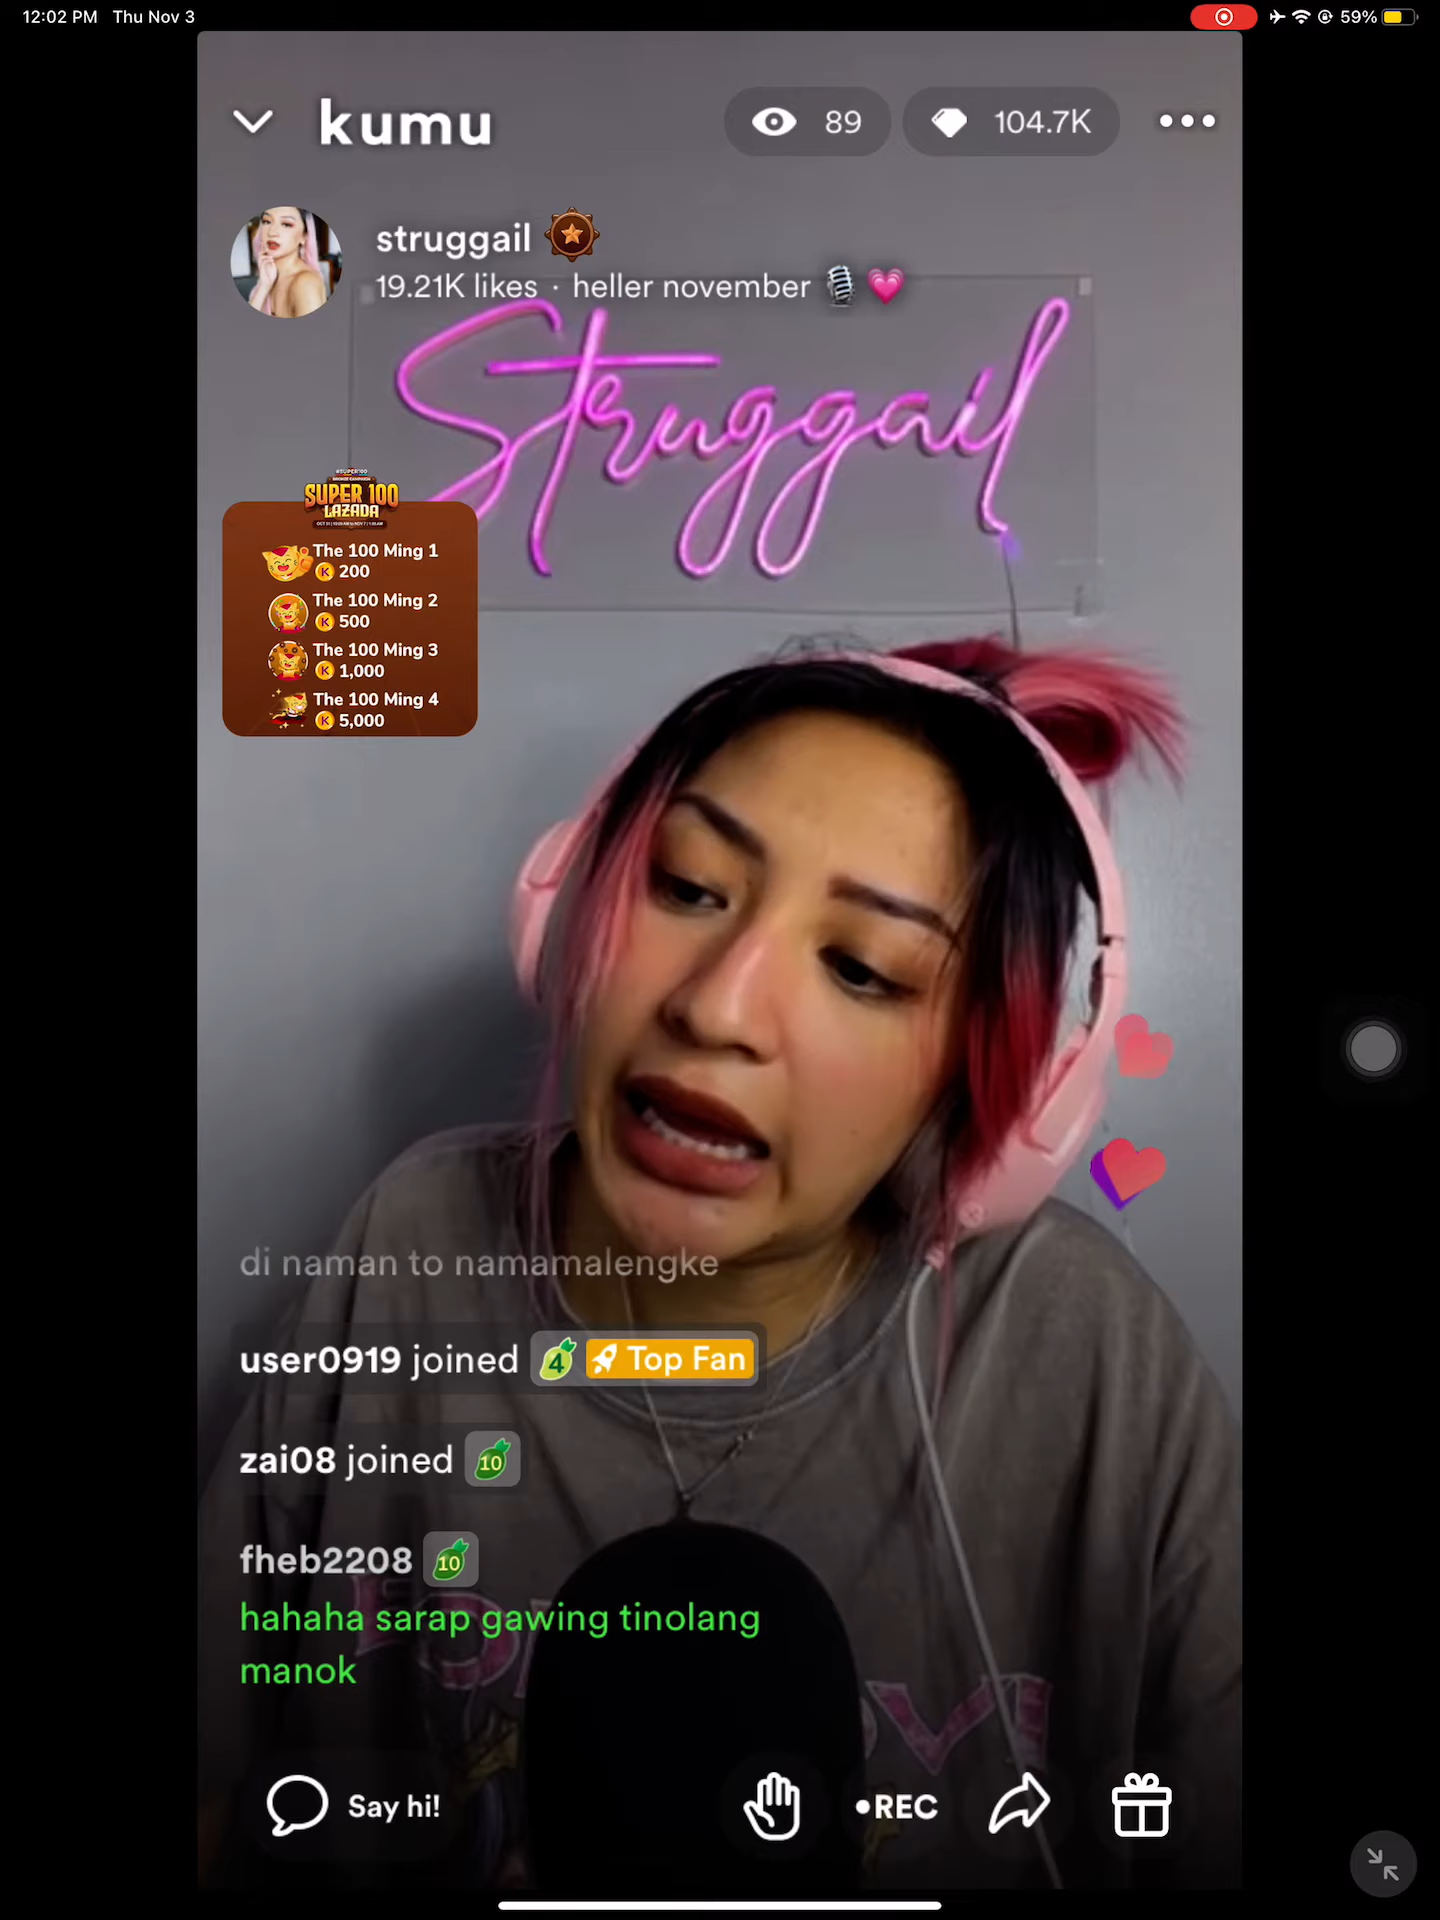 12:02 PM Thu Nov 3
59%
kumu
89
104.7K
struggail
19.21K likes · heller november
Struggail
#SUPER100
BRONZE CAMPAIGN
SUPER 100
LAZADA
The 100 Ming 1
K 200
The 100 Ming 2
K 500
The 100 Ming 3
K 1,000
The 100 Ming 4
K 5,000
di naman to namamalengke
user0919 joined 4 Top Fan
zai08 joined 10
fheb2208 10
hahaha sarap gawing tinolang
manok
Say hi!
•REC